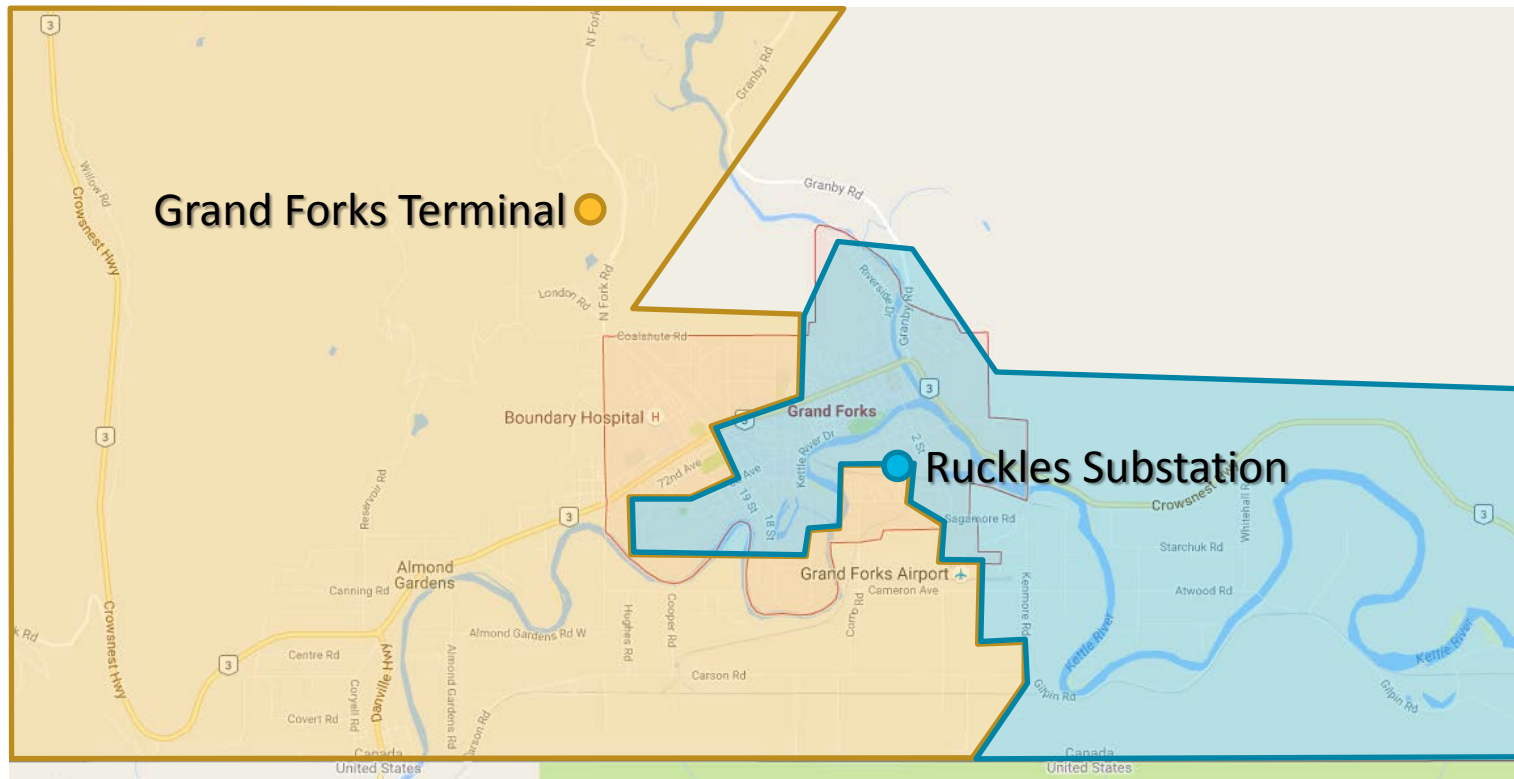 3
N Fork
Granby Rd
Willow Rd
Granby Rd
Grand Forks Terminal
Crowsnest Hwy
Riverside Dr
London Rd
N Fork Rd
Granby Rd
Coalshute Rd
3
Boundary Hospital H
3
Grand Forks
3
2 St
Kettle River Dr
72nd Ave
Ave
Ruckles Substation
Reservoir Rd
19 St
18 St
3
Sagamore Rd
Crowsnest Hwy
Whitehall R
3
Starchuk Rd
Almond
Gardens
Grand Forks Airport
Canning Rd
Cameron Ave
Kenmore Rd
Atwood Rd
Crowsnest Hwy
k Rd
Hughes Rd
Cooper Rd
Almond Gardens Rd W
Kettle River
Kettle River
3
Centre Rd
Carson Rd
Danville Hwy
Almond Gardens Rd
Coryell Rd
Gilpin Rd
Gilpin Rd
Covert Rd
Carson Rd
Canada
United States
Canada
United States